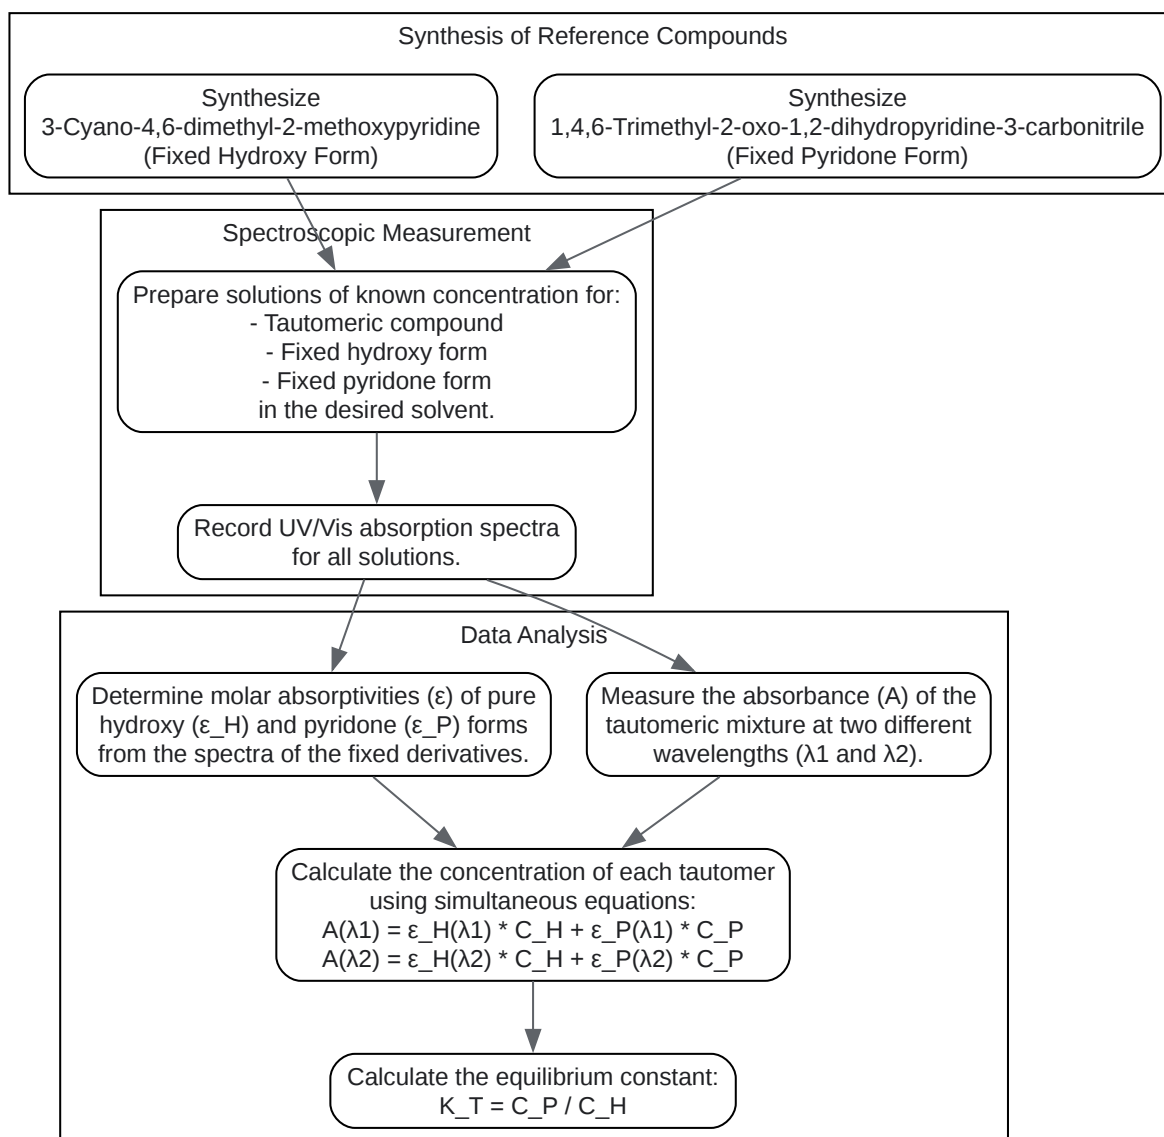 Synthesis of Reference Compounds
Synthesize
3-Cyano-4,6-dimethyl-2-methoxypyridine
(Fixed Hydroxy Form)
Synthesize
1,4,6-Trimethyl-2-oxo-1,2-dihydropyridine-3-carbonitrile
(Fixed Pyridone Form)
Spectroscopic Measurement
Prepare solutions of known concentration for:
- Tautomeric compound
- Fixed hydroxy form
- Fixed pyridone form
in the desired solvent.
Record UV/Vis absorption spectra
for all solutions.
Data Analysis
Determine molar absorptivities (ε) of pure
hydroxy (ε_H) and pyridone (ε_P) forms
from the spectra of the fixed derivatives.
Measure the absorbance (A) of the
tautomeric mixture at two different
wavelengths (λ1 and λ2).
Calculate the concentration of each tautomer
using simultaneous equations:
A(λ1) = ε_H(λ1) * C_H + ε_P(λ1) * C_P
A(λ2) = ε_H(λ2) * C_H + ε_P(λ2) * C_P
Calculate the equilibrium constant:
K_T = C_P / C_H